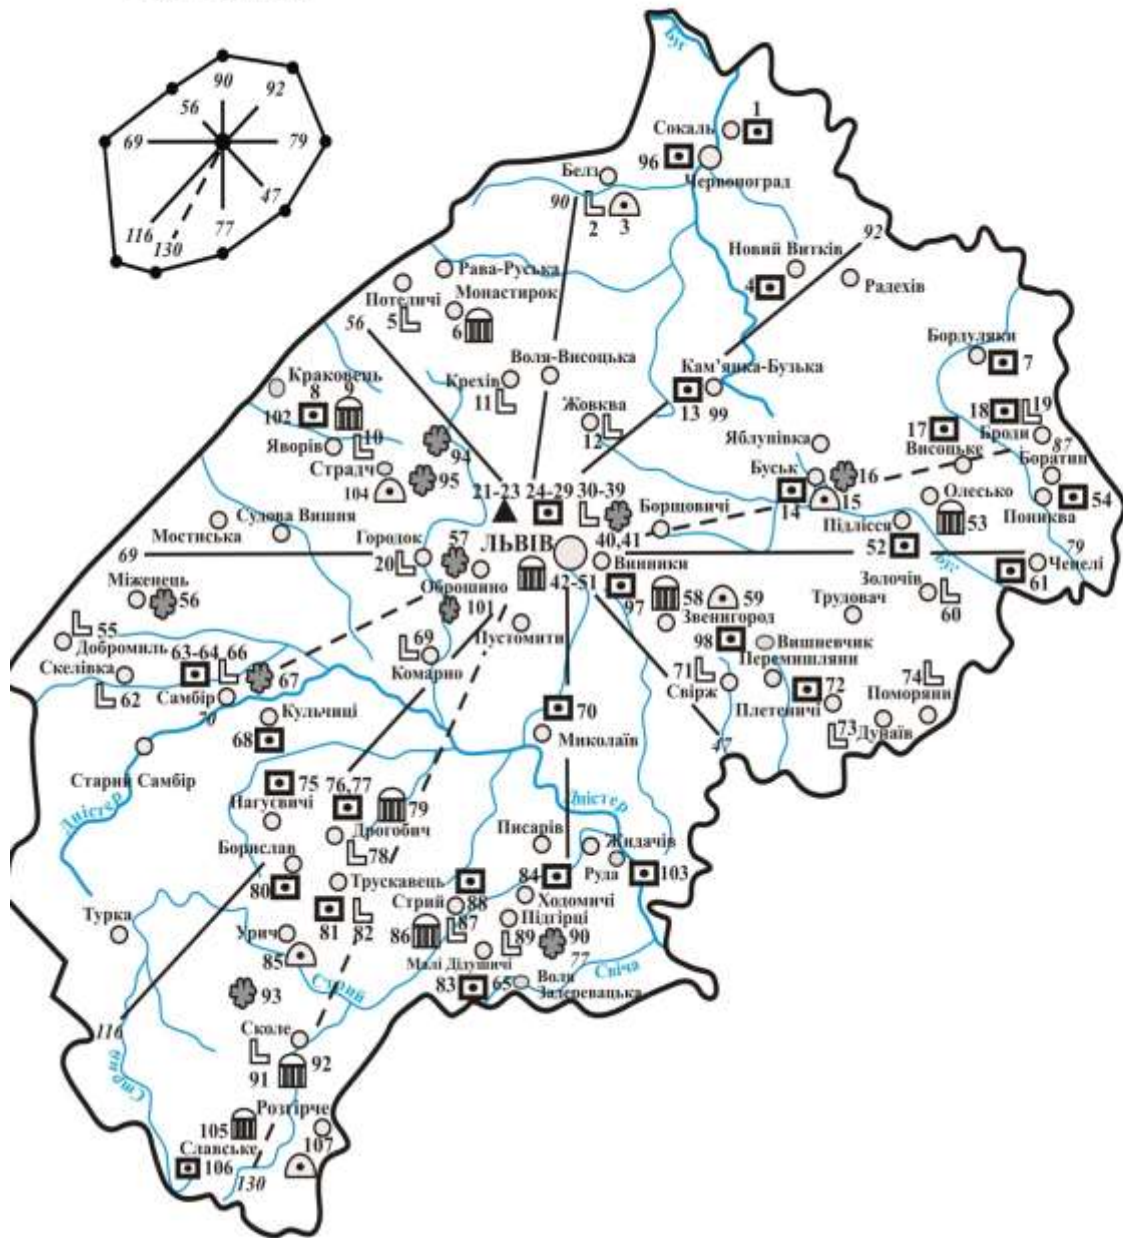 90
92
56
69
79
47
77
116
130
Буг
1
Сокаль
96
Червоноград
Белз
90
2
3
92
Новий Витків
4
Радехів
Рава-Руська
Потеличі
Монастирок
5
6
56
Бордуляки
7
Воля-Висоцька
Кам’янка-Бузька
Крехів
11
13
99
Краковець
8
9
102
10
Яворів
Жовква
12
18
19
17
Броди
Висоцьке
87
Яблунівка
94
Страдч
104
95
Буськ
16
Боратин
21-23
24-29
30-39
Борщовичі
14
15
Олесько
54
Пониква
Підлісся
53
Судова Вишня
Мостиська
Городок
57
ЛЬВІВ
40,41
52
69
20
Винники
Буг
79
Чепелі
61
Оброшино
42-51
Золочів
60
Міженець
56
101
97
58
59
Трудовач
Звенигород
Пустомити
55
Добромиль
69
98
Вишневчик
63-64,
66
Скелівка
Комарно
Перемишляни
71
74
62
67
Свірж
72
Поморяни
Самбір
70
Плетеничі
Кульчиці
70
73
Дунаїв
68
Миколаїв
47
Старий Самбір
75
76,77
79
Дністер
Дністер
Нагуєвичі
Дрогобич
Писарів
Жидачів
Борислав
78
80
Трускавець
84
Руда
103
88
Стрий
Ходомичі
81
82
87
Підгірці
Турка
86
89
90
Урич
85
77
Малі Дідушичі
Свіча
Воля
83
65
Задеревацька
93
Стрий
116
Сколе
92
91
Стрий
Розгірче
105
107
Славське
106
130